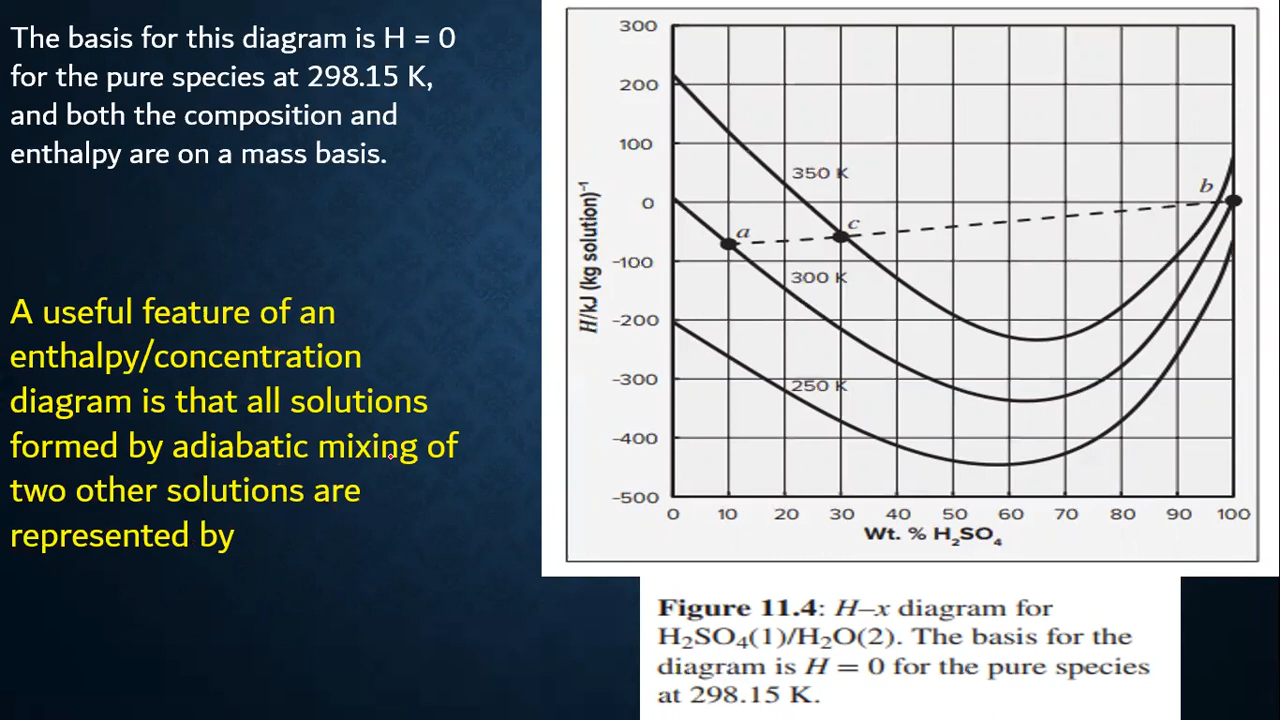 The basis for this diagram is H = 0
for the pure species at 298.15 K,
and both the composition and
enthalpy are on a mass basis.
A useful feature of an
enthalpy/concentration
diagram is that all solutions
formed by adiabatic mixing of
two other solutions are
represented by
300
200
100
0
-100
-200
-300
-400
-500
H/kJ (kg solution)⁻¹
350 K
300 K
250 K
a
c
b
0 10 20 30 40 50 60 70 80 90 100
Wt. % H₂SO₄
Figure 11.4: H–x diagram for
H₂SO₄(1)/H₂O(2). The basis for the
diagram is H = 0 for the pure species
at 298.15 K.